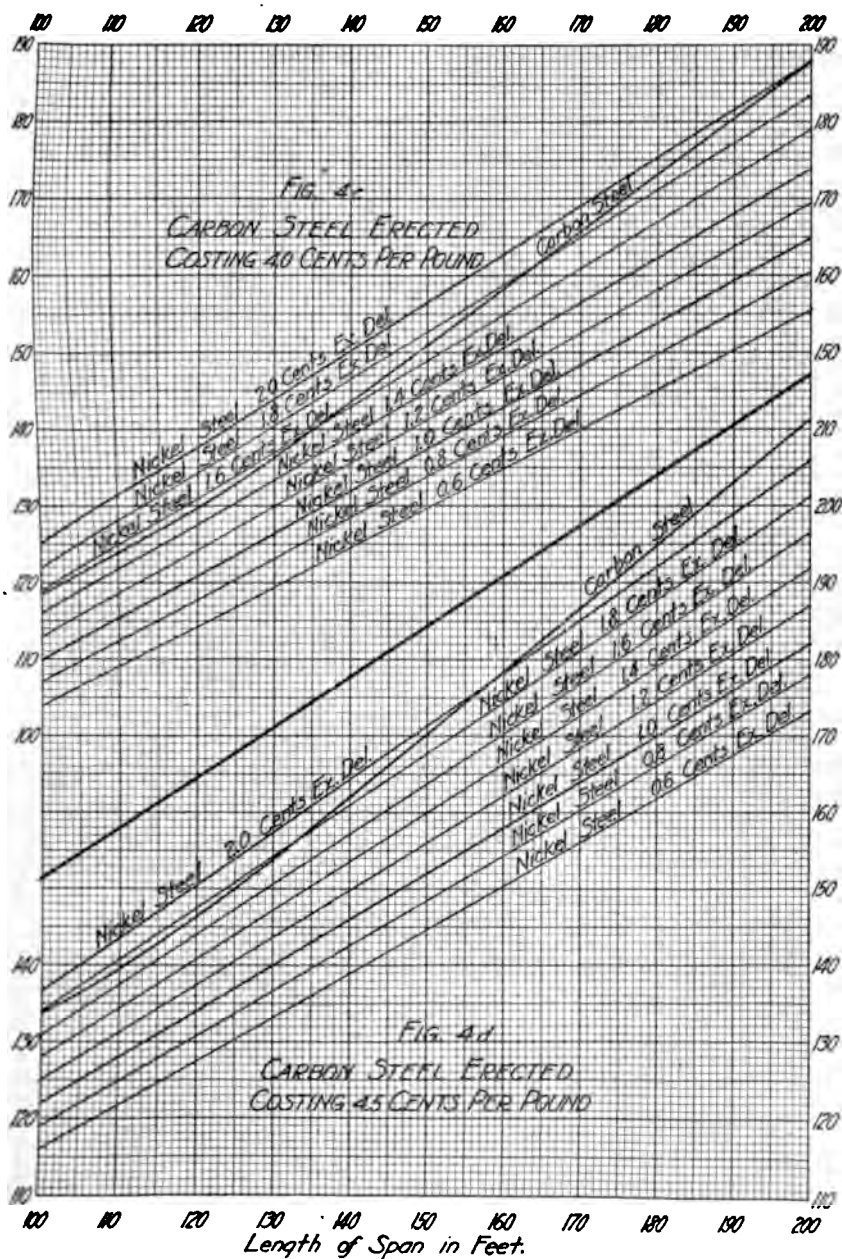 100 110 120 130 140 150 160 170 180 190 200
190 190
180 180
170 170
160 160
150 150
140
130
120
110
100
FIG. 4c
CARBON STEEL ERECTED
COSTING 4.0 CENTS PER POUND
Carbon Steel
Nickel Steel 2.0 Cents Ex. Del.
Nickel Steel 1.8 Cents Ex. Del.
Nickel Steel 1.6 Cents Ex. Del.
Nickel Steel 1.4 Cents Ex. Del.
Nickel Steel 1.2 Cents Ex. Del.
Nickel Steel 1.0 Cents Ex. Del.
Nickel Steel 0.8 Cents Ex. Del.
Nickel Steel 0.6 Cents Ex. Del.
210
200
190
180
170
160
150
140 140
130 130
120 120
110 110
Carbon Steel
Nickel Steel 2.0 Cents Ex. Del.
Nickel Steel 1.8 Cents Ex. Del.
Nickel Steel 1.6 Cents Ex. Del.
Nickel Steel 1.4 Cents Ex. Del.
Nickel Steel 1.2 Cents Ex. Del.
Nickel Steel 1.0 Cents Ex. Del.
Nickel Steel 0.8 Cents Ex. Del.
Nickel Steel 0.6 Cents Ex. Del.
FIG. 4d
CARBON STEEL ERECTED
COSTING 4.5 CENTS PER POUND
100 110 120 130 140 150 160 170 180 190 200
Length of Span in Feet.